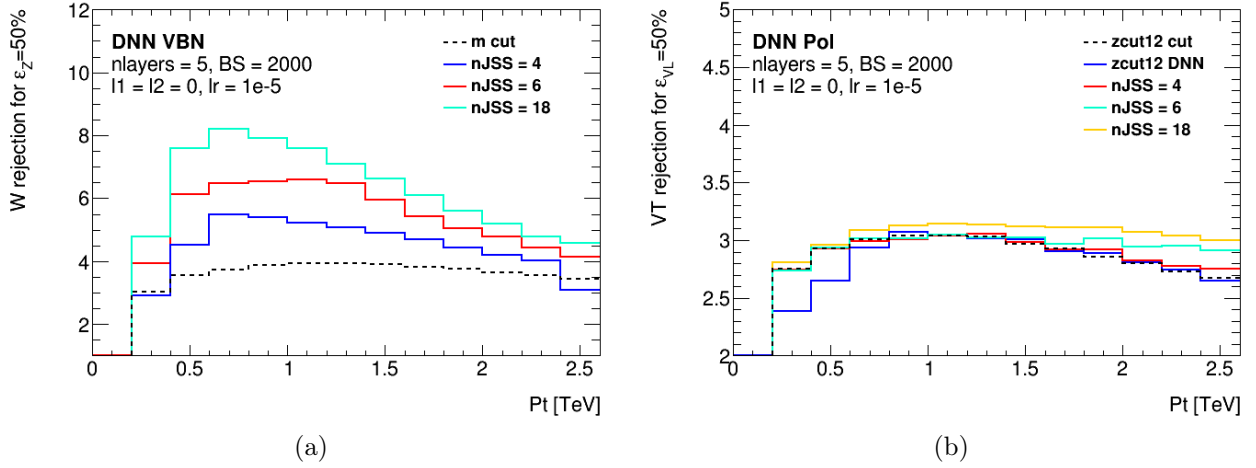 W rejection for ε_Z=50%
12
10
8
6
4
2
DNN VBN
nlayers = 5, BS = 2000
l1 = l2 = 0, lr = 1e-5
m cut
nJSS = 4
nJSS = 6
nJSS = 18
0
0.5
1
1.5
2
2.5
Pt [TeV]
(a)
VT rejection for ε_VL=50%
5
4.5
4
3.5
3
2.5
2
DNN Pol
nlayers = 5, BS = 2000
l1 = l2 = 0, lr = 1e-5
zcut12 cut
zcut12 DNN
nJSS = 4
nJSS = 6
nJSS = 18
0
0.5
1
1.5
2
2.5
Pt [TeV]
(b)